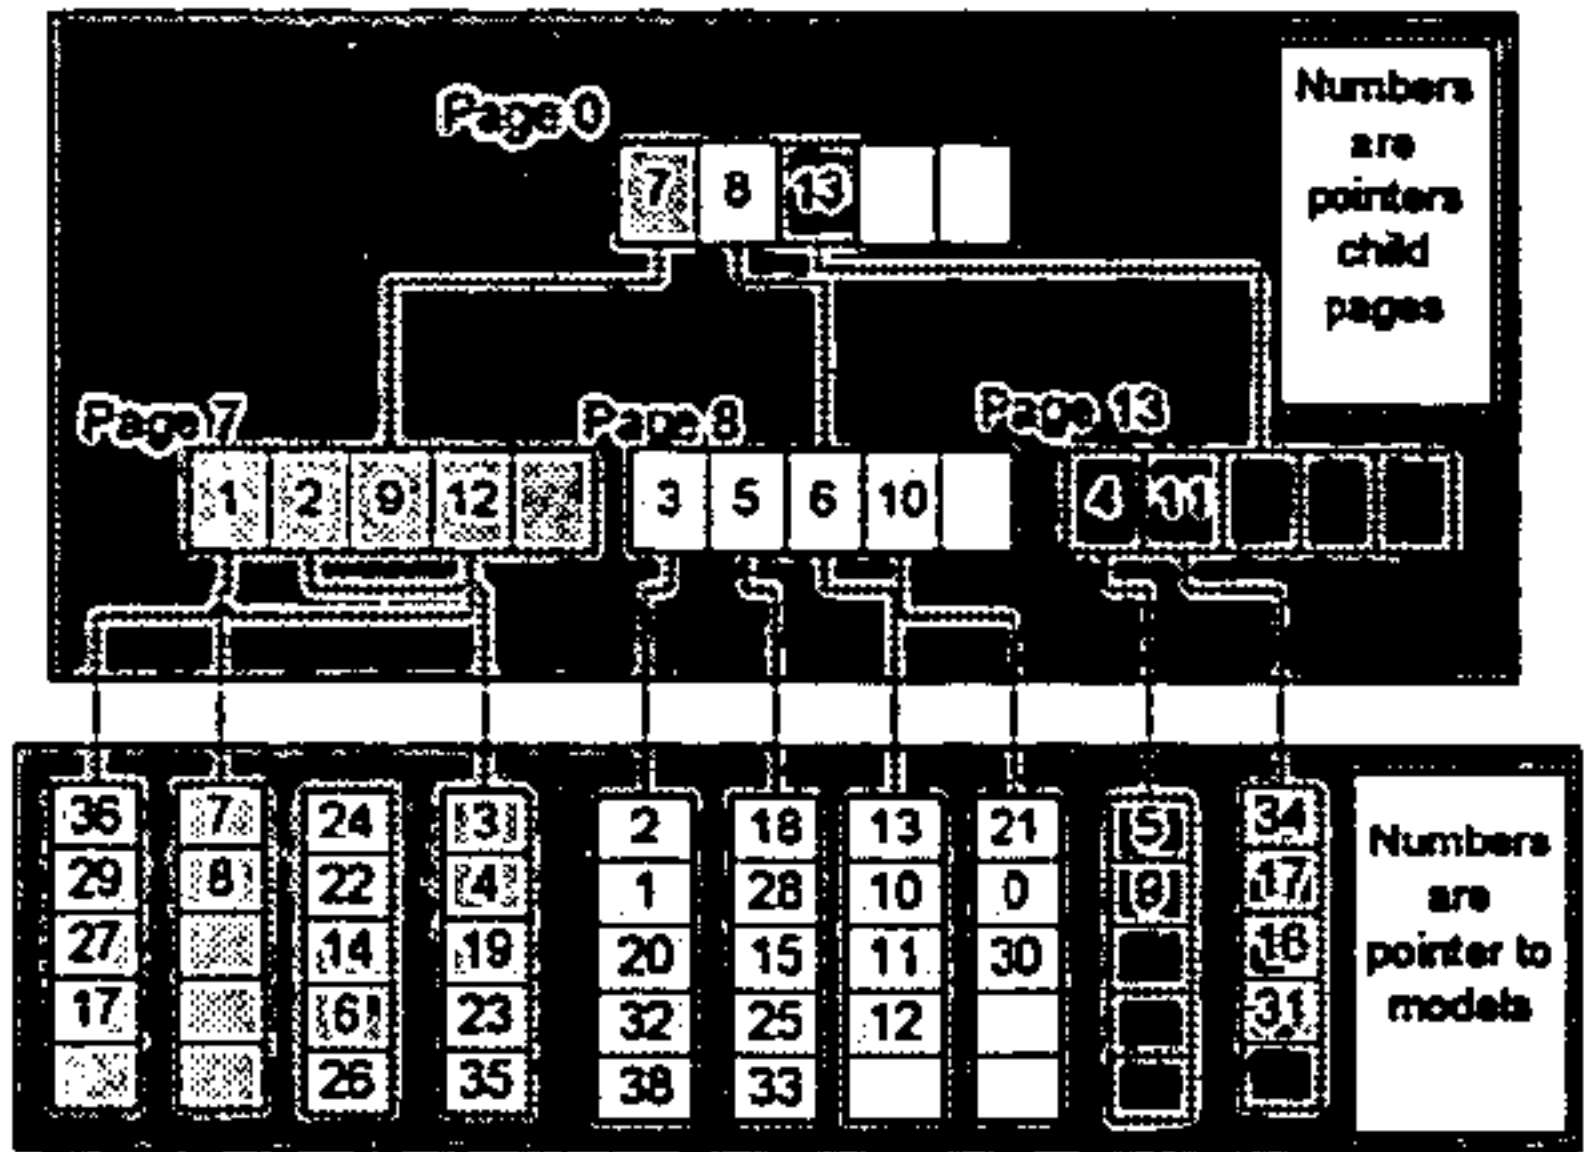 Numbers
are
pointers
child
pages
Page 0
7 8 13
Page 7
1 2 9 12
Page 8
3 5 6 10
Page 13
4 11
36 7 24 3 2 18 13 21 5 34
29 8 22 4 1 28 10 0 9 17
27 14 19 20 15 11 30 16
17 6 23 32 25 12 31
26 35 38 33
Numbers
are
pointer to
models